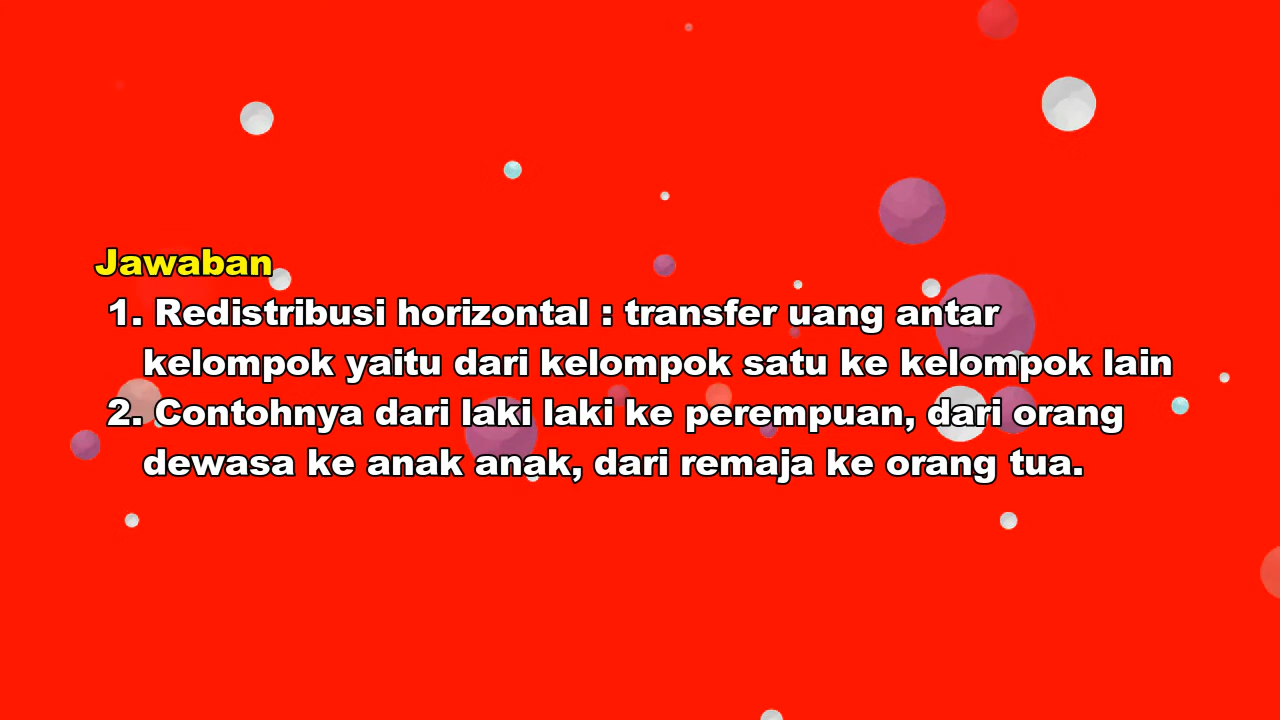 Jawaban
1. Redistribusi horizontal : transfer uang antar
kelompok yaitu dari kelompok satu ke kelompok lain
2. Contohnya dari laki laki ke perempuan, dari orang
dewasa ke anak anak, dari remaja ke orang tua.